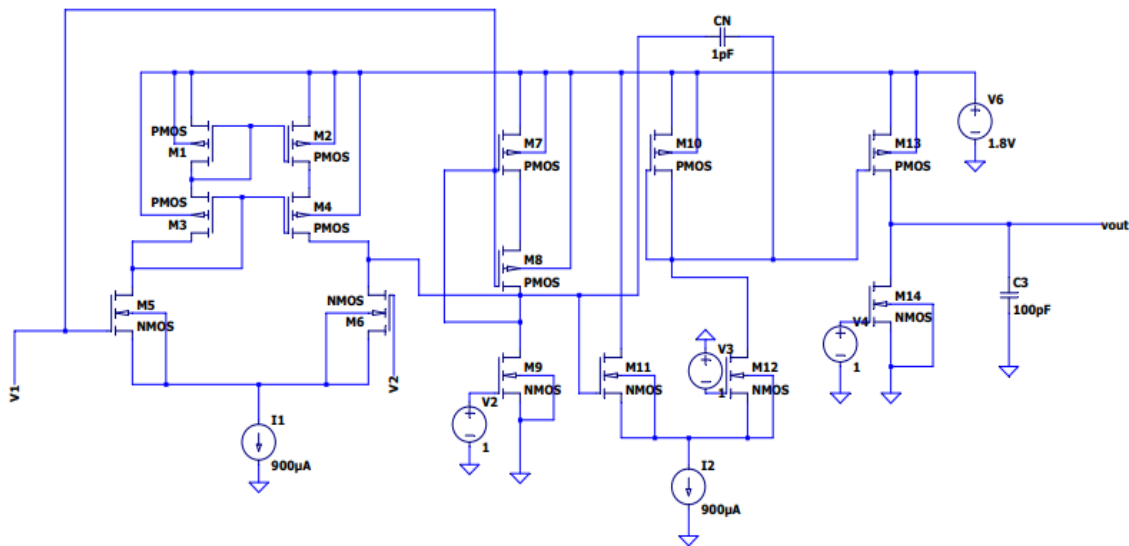 CN
1pF
V6
1.8V
PMOS
M1
M2
PMOS
M7
PMOS
M10
PMOS
M13
PMOS
PMOS
M3
M4
PMOS
M8
PMOS
vout
M5
NMOS
NMOS
M6
M14
NMOS
C3
100pF
V4
1
V3
1
M9
NMOS
M11
NMOS
M12
NMOS
V1
V2
V2
1
I1
900µA
I2
900µA